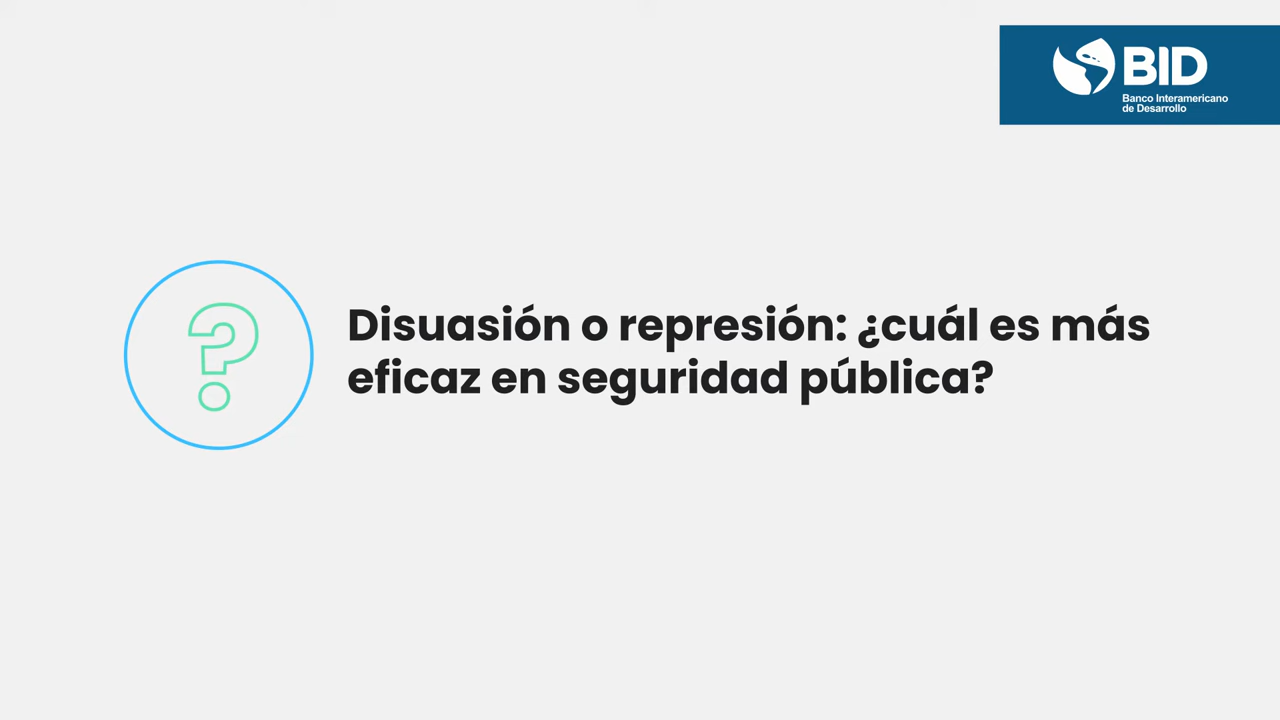 BID
Banco Interamericano
de Desarrollo
Disuasión o represión: ¿cuál es más
eficaz en seguridad pública?